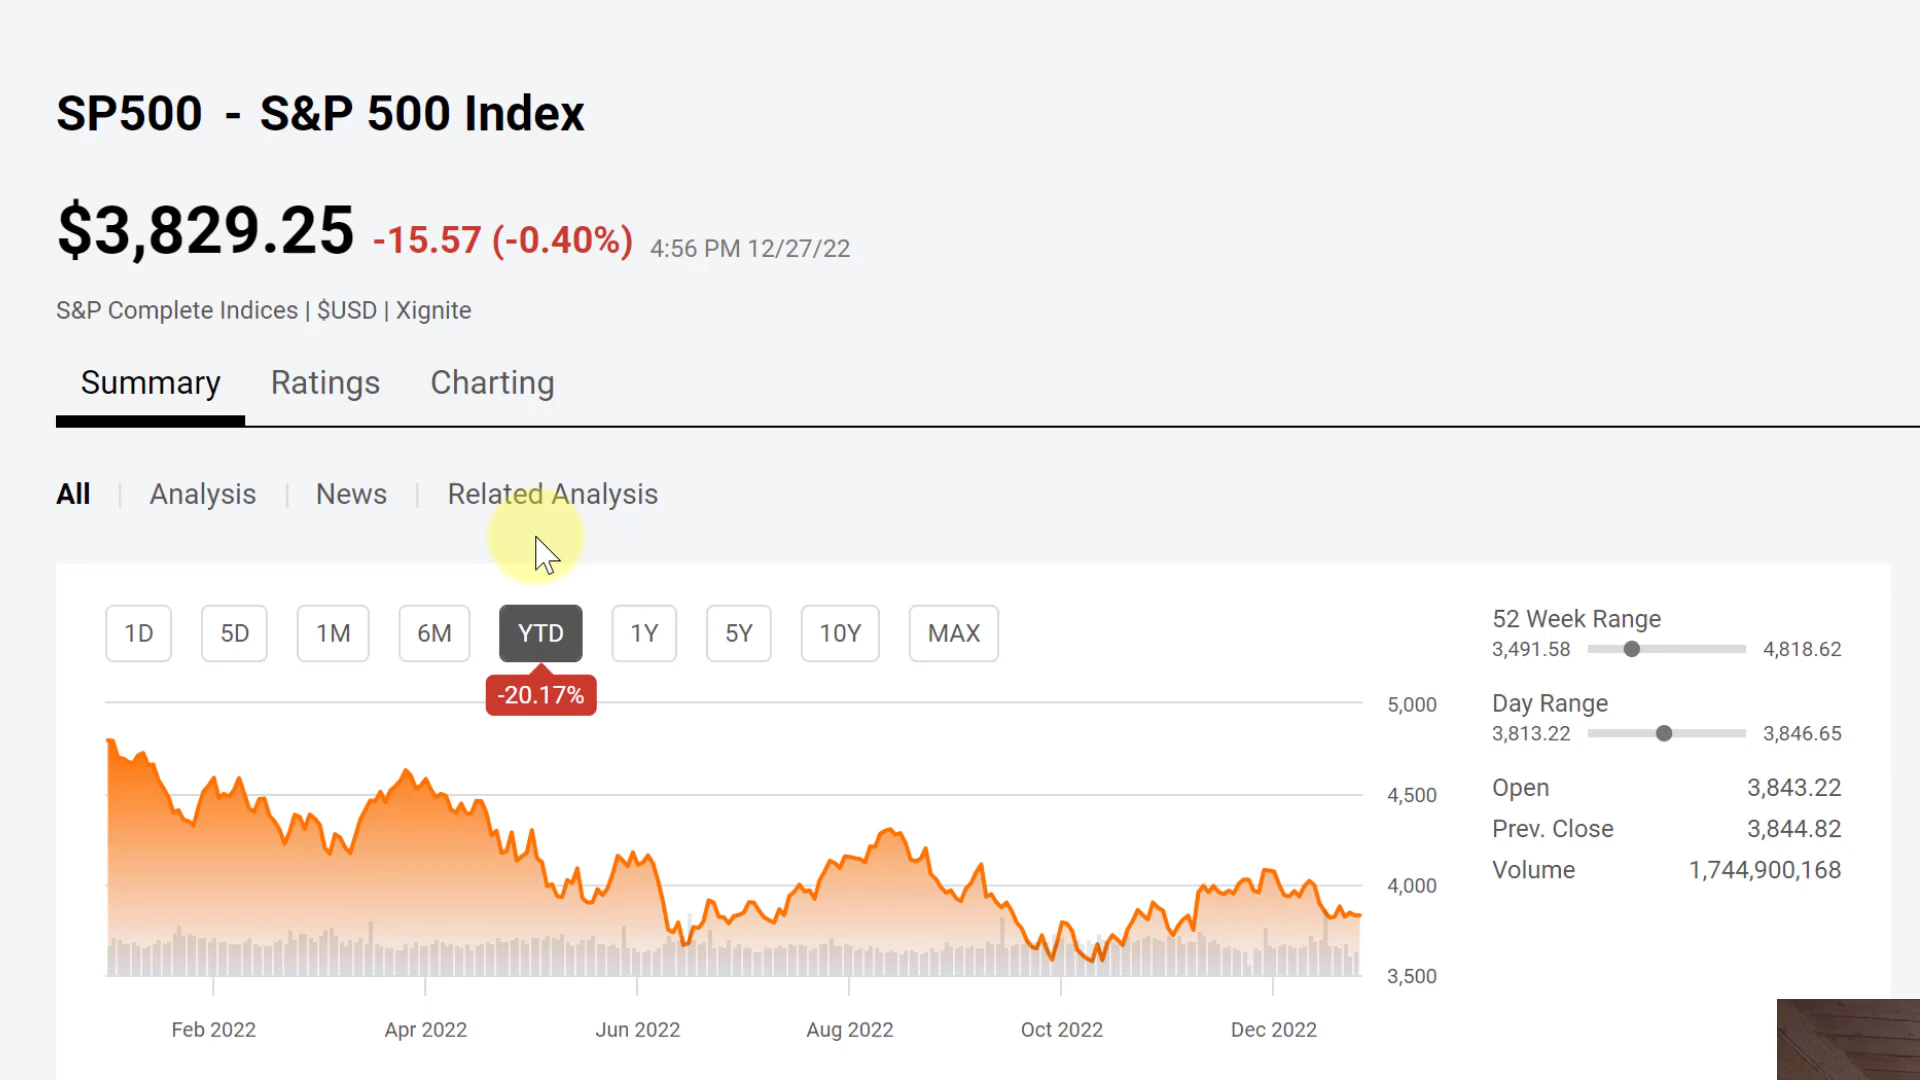 SP500 - S&P 500 Index
$3,829.25 -15.57 (-0.40%) 4:56 PM 12/27/22
S&P Complete Indices | $USD | Xignite
Summary Ratings Charting
All | Analysis | News | Related Analysis
1D 5D 1M 6M YTD 1Y 5Y 10Y MAX
-20.17%
5,000
4,500
4,000
3,500
Feb 2022 Apr 2022 Jun 2022 Aug 2022 Oct 2022 Dec 2022
52 Week Range
3,491.58 4,818.62
Day Range
3,813.22 3,846.65
Open 3,843.22
Prev. Close 3,844.82
Volume 1,744,900,168